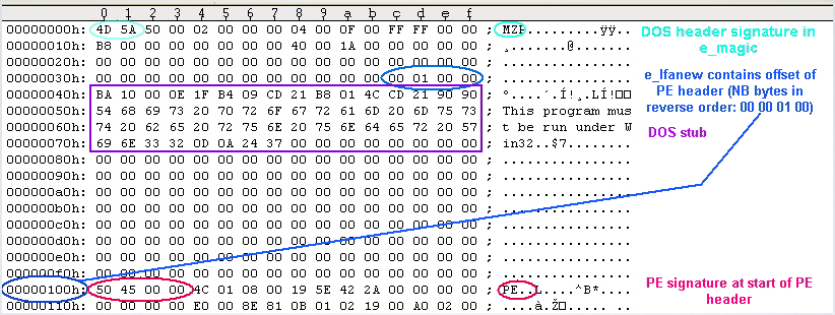 0 1 2 3 4 5 6 7 8 9 a b c d e f
00000000h: 4D 5A 50 00 02 00 00 00 04 00 0F 00 FF FF 00 00 ; MZP.........ÿÿ.. DOS header signature in
00000010h: B8 00 00 00 00 00 00 00 40 00 1A 00 00 00 00 00 ; ¸.......@....... e_magic
00000020h: 00 00 00 00 00 00 00 00 00 00 00 00 00 00 00 00 ; ................
00000030h: 00 00 00 00 00 00 00 00 00 00 00 00 00 01 00 00 ; ................ e_lfanew contains offset of
00000040h: BA 10 00 0E 1F B4 09 CD 21 B8 01 4C CD 21 90 90 ; º....´.Í!¸.LÍ!□□ PE header (NB bytes in
00000050h: 54 68 69 73 20 70 72 6F 67 72 61 6D 20 6D 75 73 ; This program mus reverse order: 00 00 01 00)
00000060h: 74 20 62 65 20 72 75 6E 20 75 6E 64 65 72 20 57 ; t be run under W DOS stub
00000070h: 69 6E 33 32 0D 0A 24 37 00 00 00 00 00 00 00 00 ; in32..$7........
00000080h: 00 00 00 00 00 00 00 00 00 00 00 00 00 00 00 00 ; ................
00000090h: 00 00 00 00 00 00 00 00 00 00 00 00 00 00 00 00 ; ................
000000a0h: 00 00 00 00 00 00 00 00 00 00 00 00 00 00 00 00 ; ................
000000b0h: 00 00 00 00 00 00 00 00 00 00 00 00 00 00 00 00 ; ................
000000c0h: 00 00 00 00 00 00 00 00 00 00 00 00 00 00 00 00 ; ................
000000d0h: 00 00 00 00 00 00 00 00 00 00 00 00 00 00 00 00 ; ................
000000e0h: 00 00 00 00 00 00 00 00 00 00 00 00 00 00 00 00 ; ................
000000f0h: 00 00 00 00 00 00 00 00 00 00 00 00 00 00 00 00 ; ................
00000100h: 50 45 00 00 4C 01 08 00 19 5E 42 2A 00 00 00 00 ; PE..L....^B*.... PE signature at start of PE
00000110h: 00 00 00 00 E0 00 8E 81 0B 01 02 19 00 A0 02 00 ; ....à.Ž□........ header